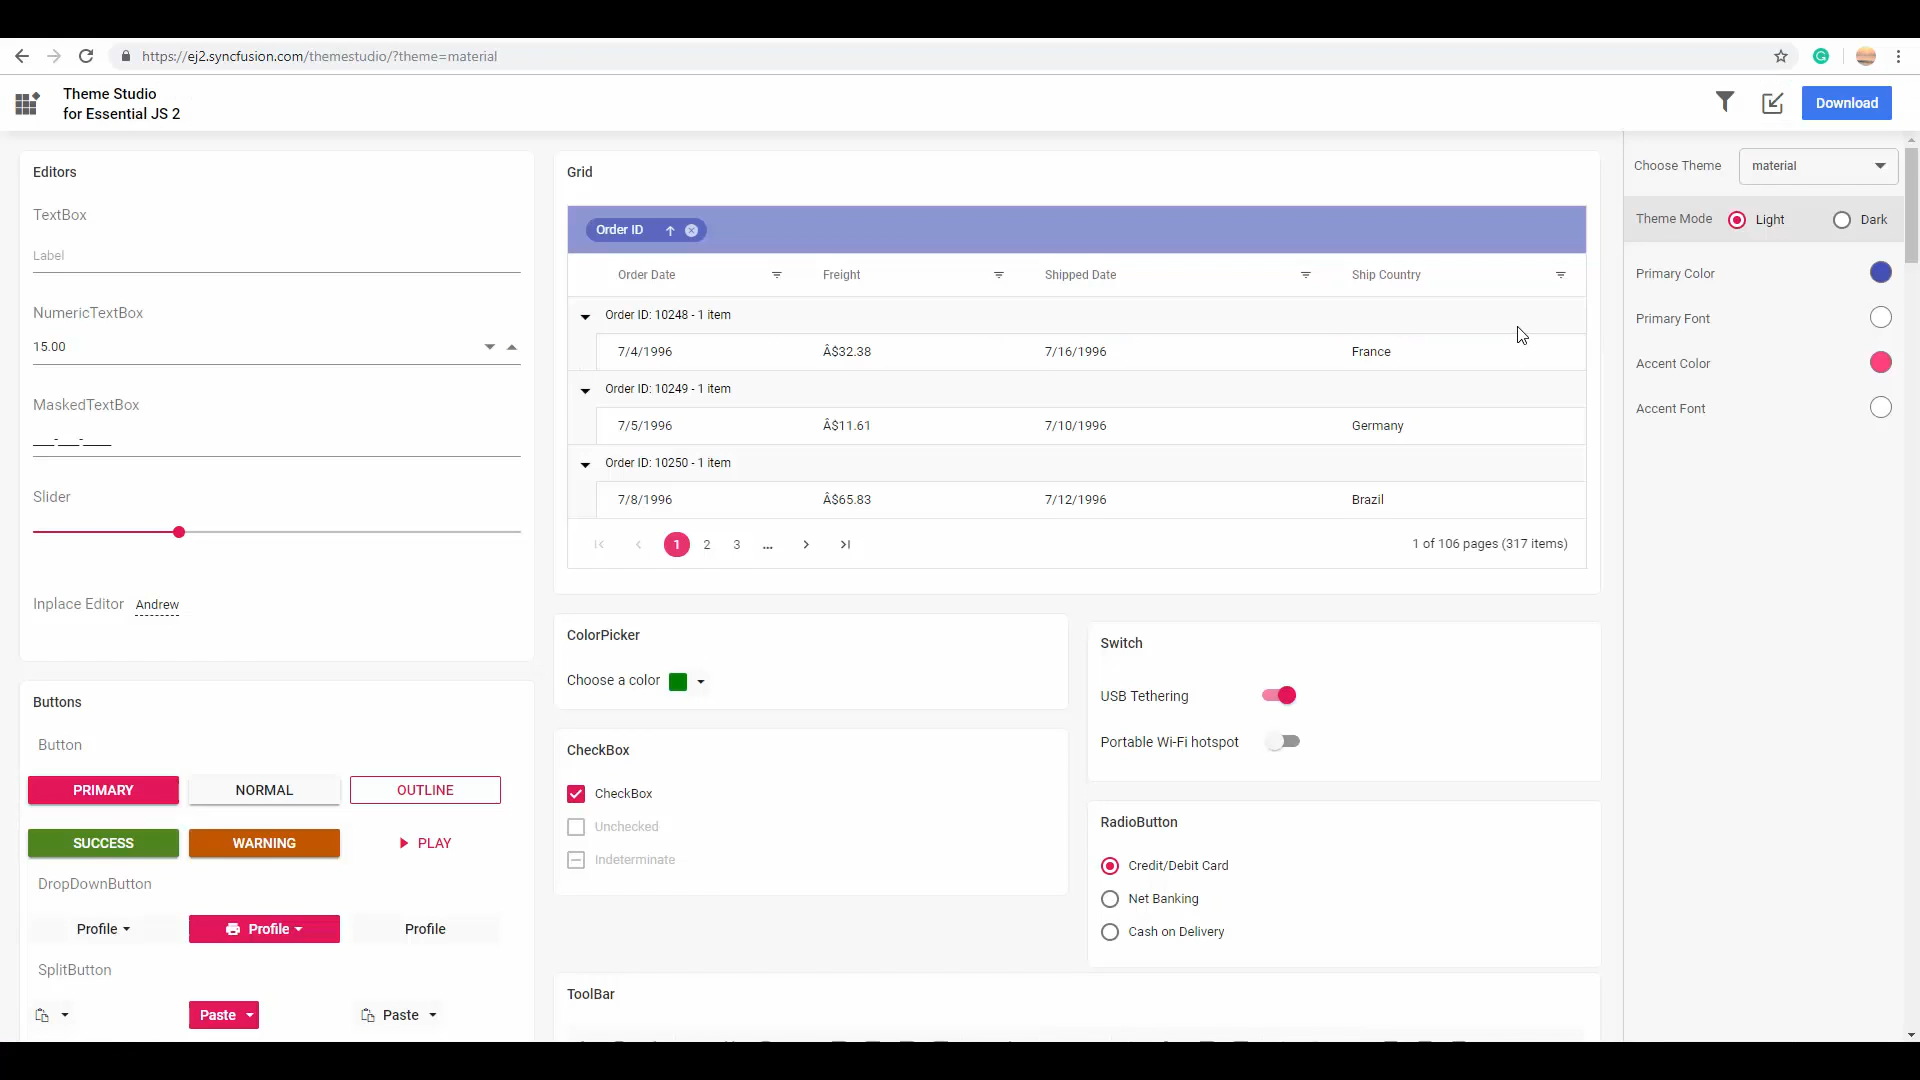 https://ej2.syncfusion.com/themestudio/?theme=material
Theme Studio
for Essential JS 2
Download
Editors
TextBox
Label
NumericTextBox
15.00
MaskedTextBox
___-___-____
Slider
Inplace Editor Andrew
Buttons
Button
PRIMARY NORMAL OUTLINE
SUCCESS WARNING PLAY
DropDownButton
Profile Profile Profile
SplitButton
Paste Paste
Grid
Order ID
Order Date Freight Shipped Date Ship Country
Order ID: 10248 - 1 item
7/4/1996 Â$32.38 7/16/1996 France
Order ID: 10249 - 1 item
7/5/1996 Â$11.61 7/10/1996 Germany
Order ID: 10250 - 1 item
7/8/1996 Â$65.83 7/12/1996 Brazil
1 2 3 ... 1 of 106 pages (317 items)
ColorPicker
Choose a color
CheckBox
CheckBox
Unchecked
Indeterminate
Switch
USB Tethering
Portable Wi-Fi hotspot
RadioButton
Credit/Debit Card
Net Banking
Cash on Delivery
ToolBar
Choose Theme material
Theme Mode Light Dark
Primary Color
Primary Font
Accent Color
Accent Font